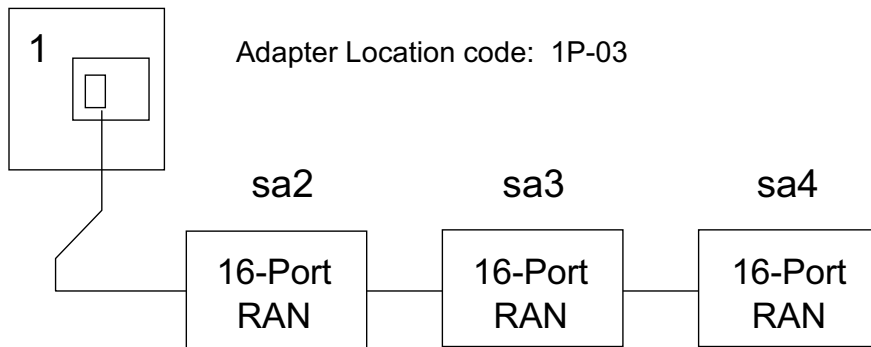 1
Adapter Location code: 1P-03
sa2
sa3
sa4
16-Port
RAN
16-Port
RAN
16-Port
RAN